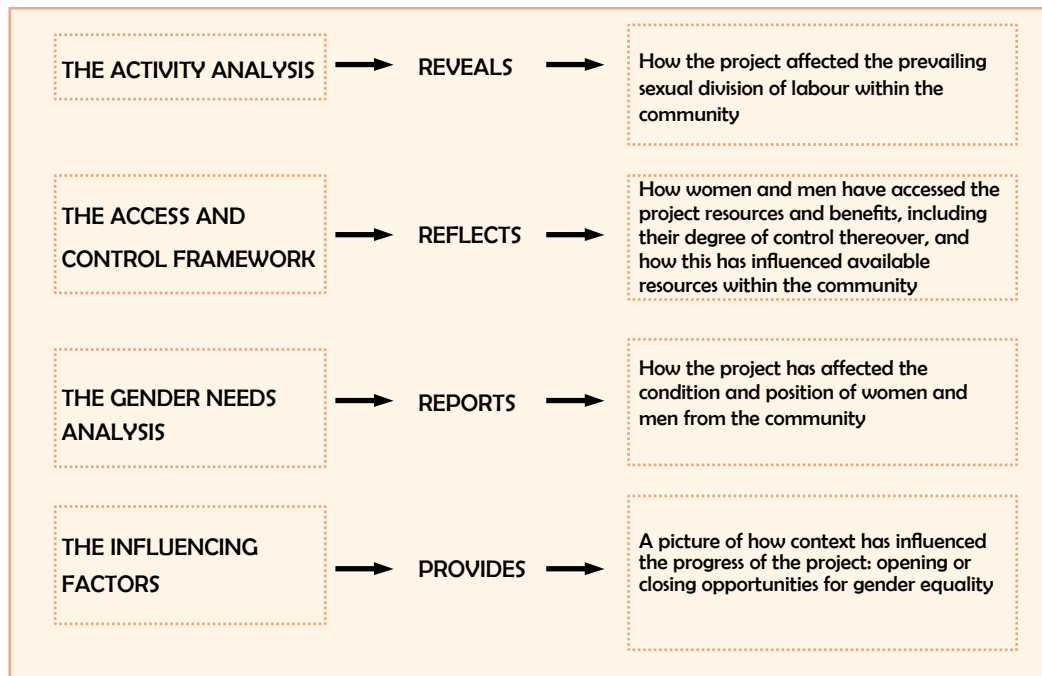 THE ACTIVITY ANALYSIS
REVEALS
How the project affected the prevailing
sexual division of labour within the
community
THE ACCESS AND
CONTROL FRAMEWORK
REFLECTS
How women and men have accessed the
project resources and benefits, including
their degree of control thereover, and
how this has influenced available
resources within the community
THE GENDER NEEDS
ANALYSIS
REPORTS
How the project has affected the
condition and position of women and
men from the community
THE INFLUENCING
FACTORS
PROVIDES
A picture of how context has influenced
the progress of the project: opening or
closing opportunities for gender equality